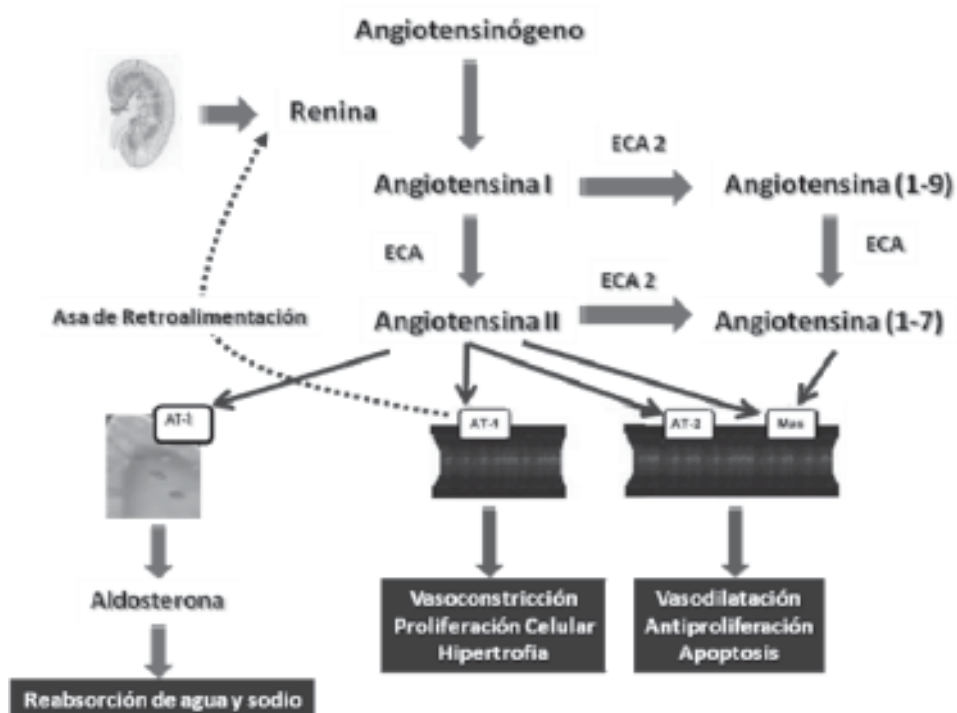 Angiotensinógeno
Renina
ECA 2
Angiotensina I
Angiotensina (1-9)
ECA
ECA
ECA 2
Asa de Retroalimentación
Angiotensina II
Angiotensina (1-7)
AT-1
AT-1
AT-2
Mas
Aldosterona
Vasoconstricción
Proliferación Celular
Hipertrofia
Vasodilatación
Antiproliferación
Apoptosis
Reabsorción de agua y sodio